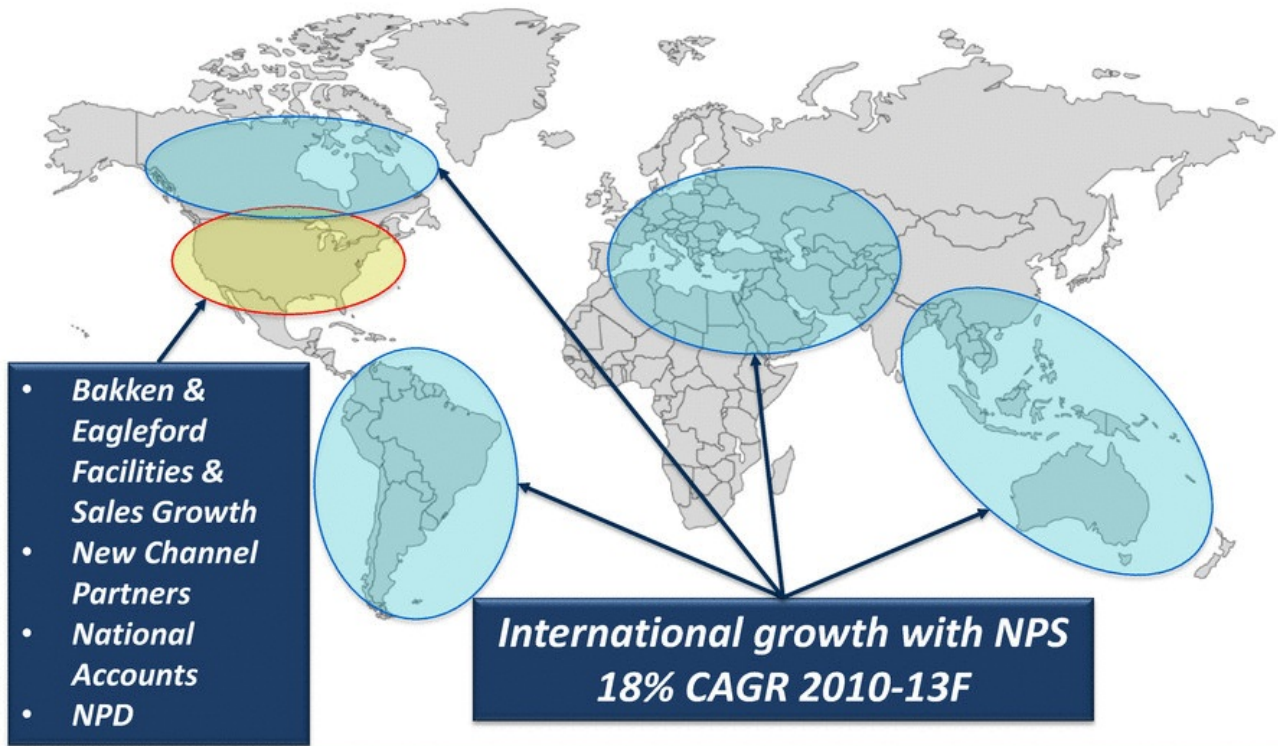 • Bakken &
Eagleford
Facilities &
Sales Growth
• New Channel
Partners
• National
Accounts
• NPD
International growth with NPS
18% CAGR 2010-13F